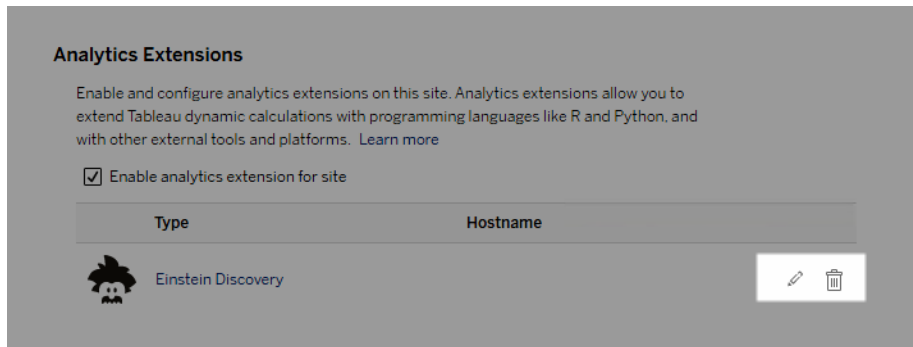 Analytics Extensions
Enable and configure analytics extensions on this site. Analytics extensions allow you to
extend Tableau dynamic calculations with programming languages like R and Python, and
with other external tools and platforms. Learn more
Enable analytics extension for site
Type Hostname
Einstein Discovery